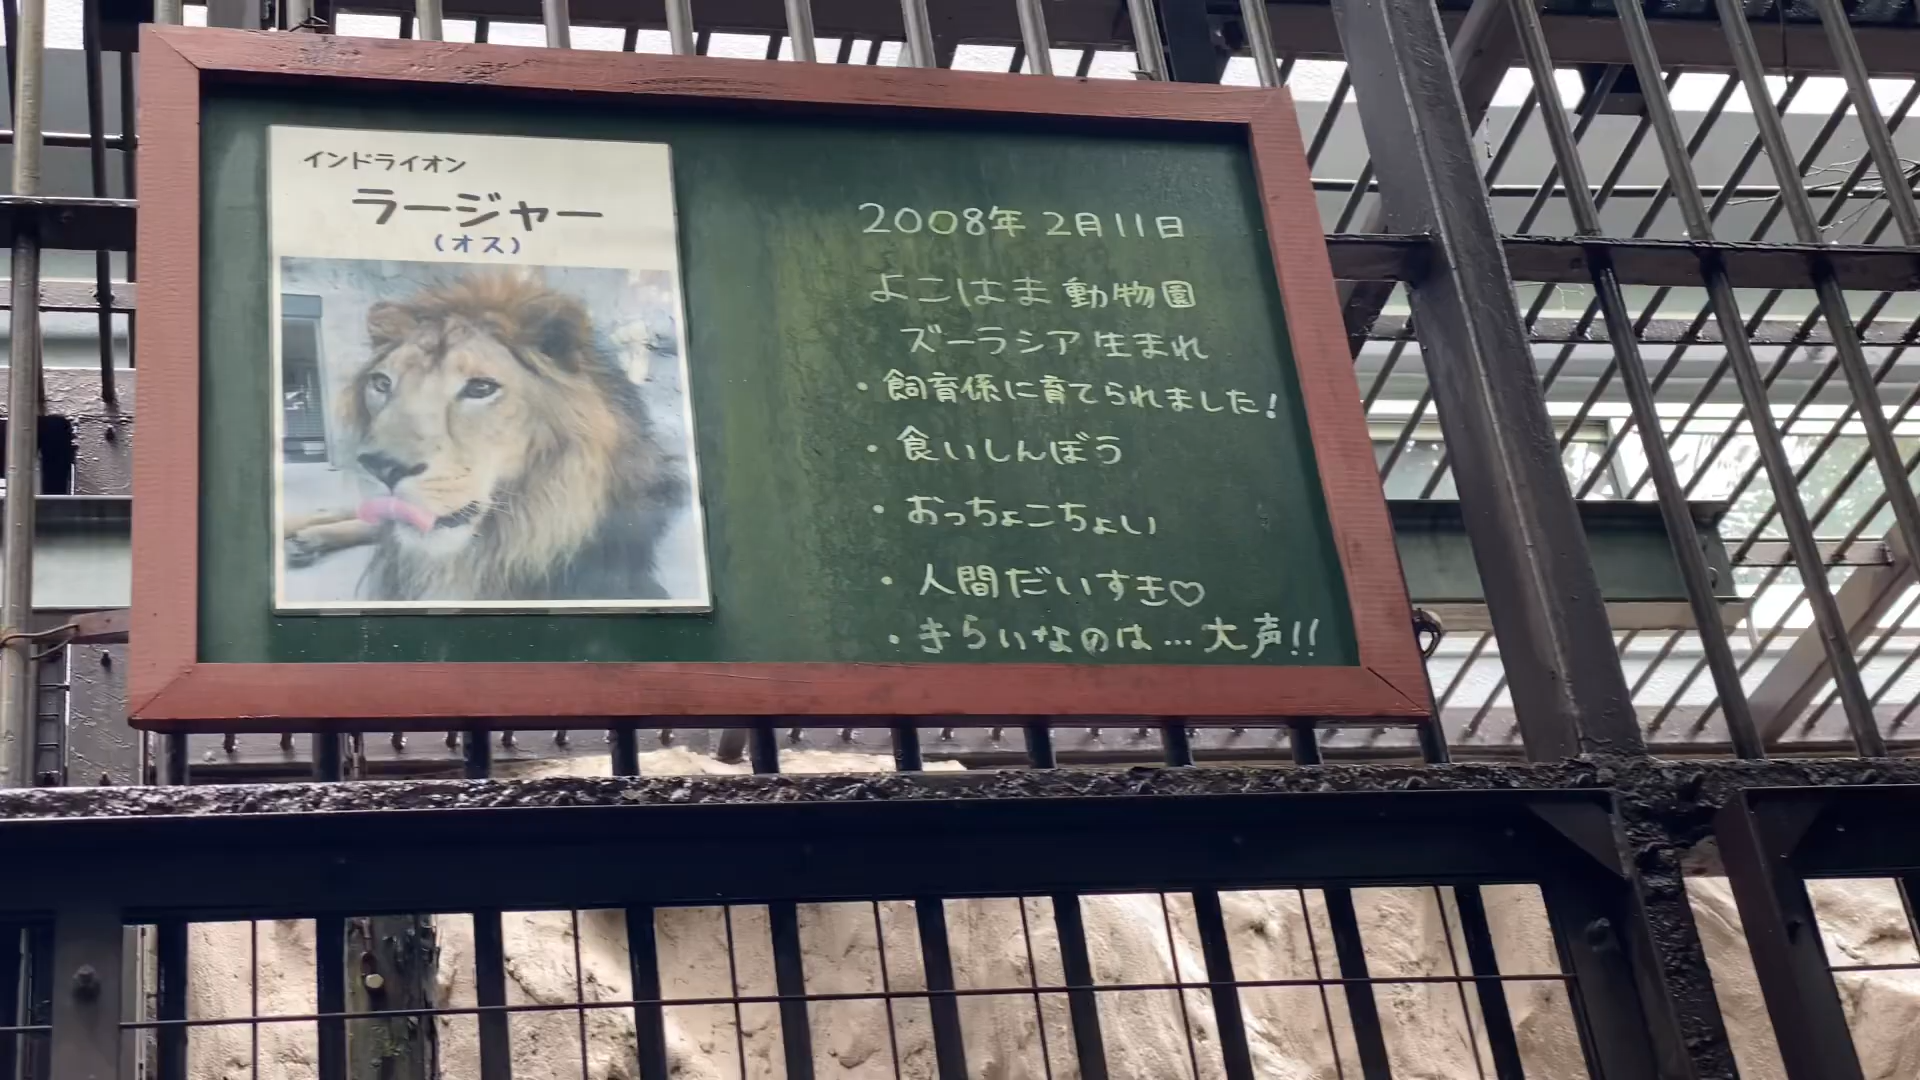 インドライオン
ラージャー
(オス)
2008年 2月11日
よこはま動物園
ズーラシア生まれ
・飼育係に育てられました!
・食いしんぼう
・おっちょこちょい
・人間だいすき♡
・きらいなのは…大声!!